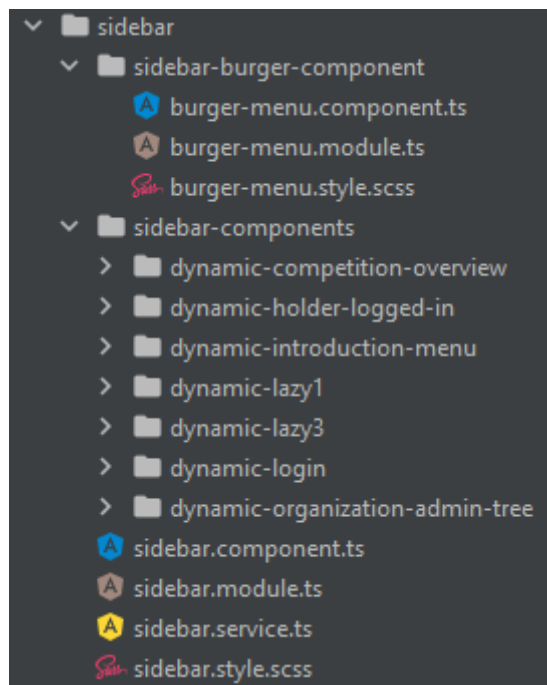 sidebar
sidebar-burger-component
burger-menu.component.ts
burger-menu.module.ts
burger-menu.style.scss
sidebar-components
dynamic-competition-overview
dynamic-holder-logged-in
dynamic-introduction-menu
dynamic-lazy1
dynamic-lazy3
dynamic-login
dynamic-organization-admin-tree
sidebar.component.ts
sidebar.module.ts
sidebar.service.ts
sidebar.style.scss